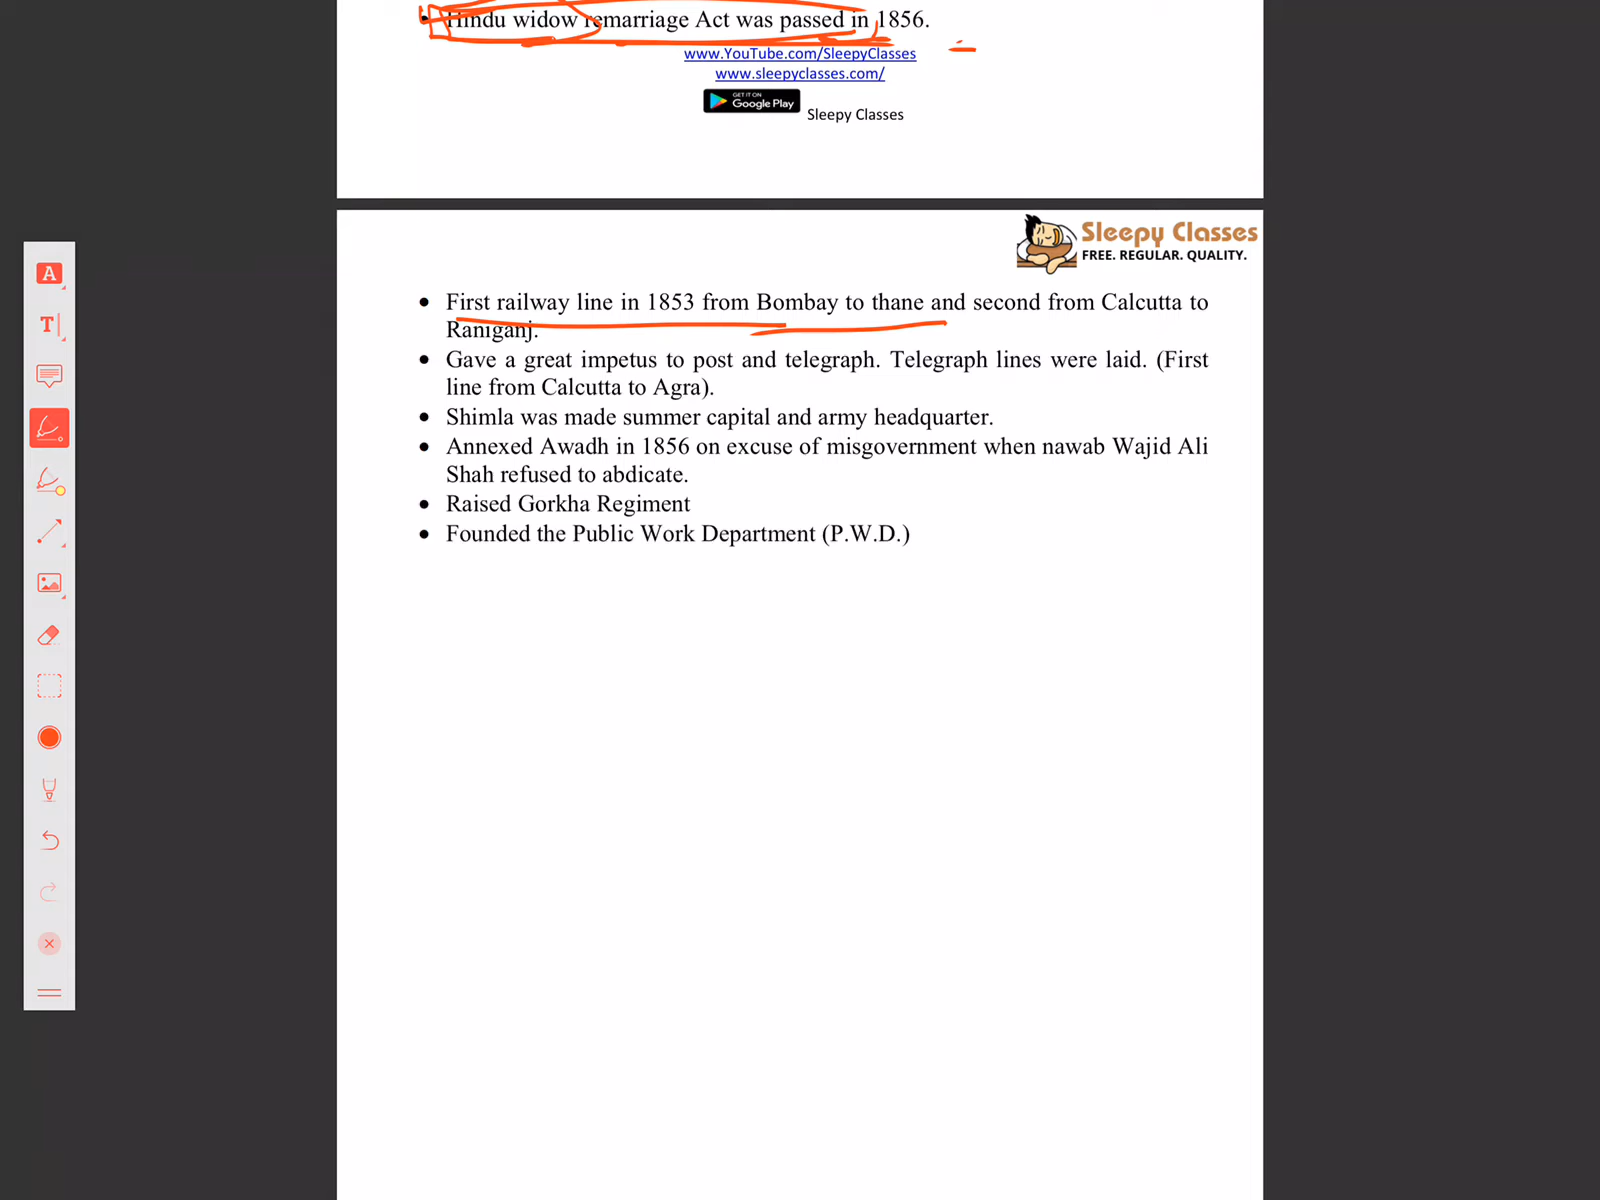 Hindu widow remarriage Act was passed in 1856.
www.YouTube.com/SleepyClasses
www.sleepyclasses.com/
GET IT ON
Google Play
Sleepy Classes
Sleepy Classes
FREE. REGULAR. QUALITY.
A
T
• First railway line in 1853 from Bombay to thane and second from Calcutta to
Raniganj.
• Gave a great impetus to post and telegraph. Telegraph lines were laid. (First
line from Calcutta to Agra).
• Shimla was made summer capital and army headquarter.
• Annexed Awadh in 1856 on excuse of misgovernment when nawab Wajid Ali
Shah refused to abdicate.
• Raised Gorkha Regiment
• Founded the Public Work Department (P.W.D.)